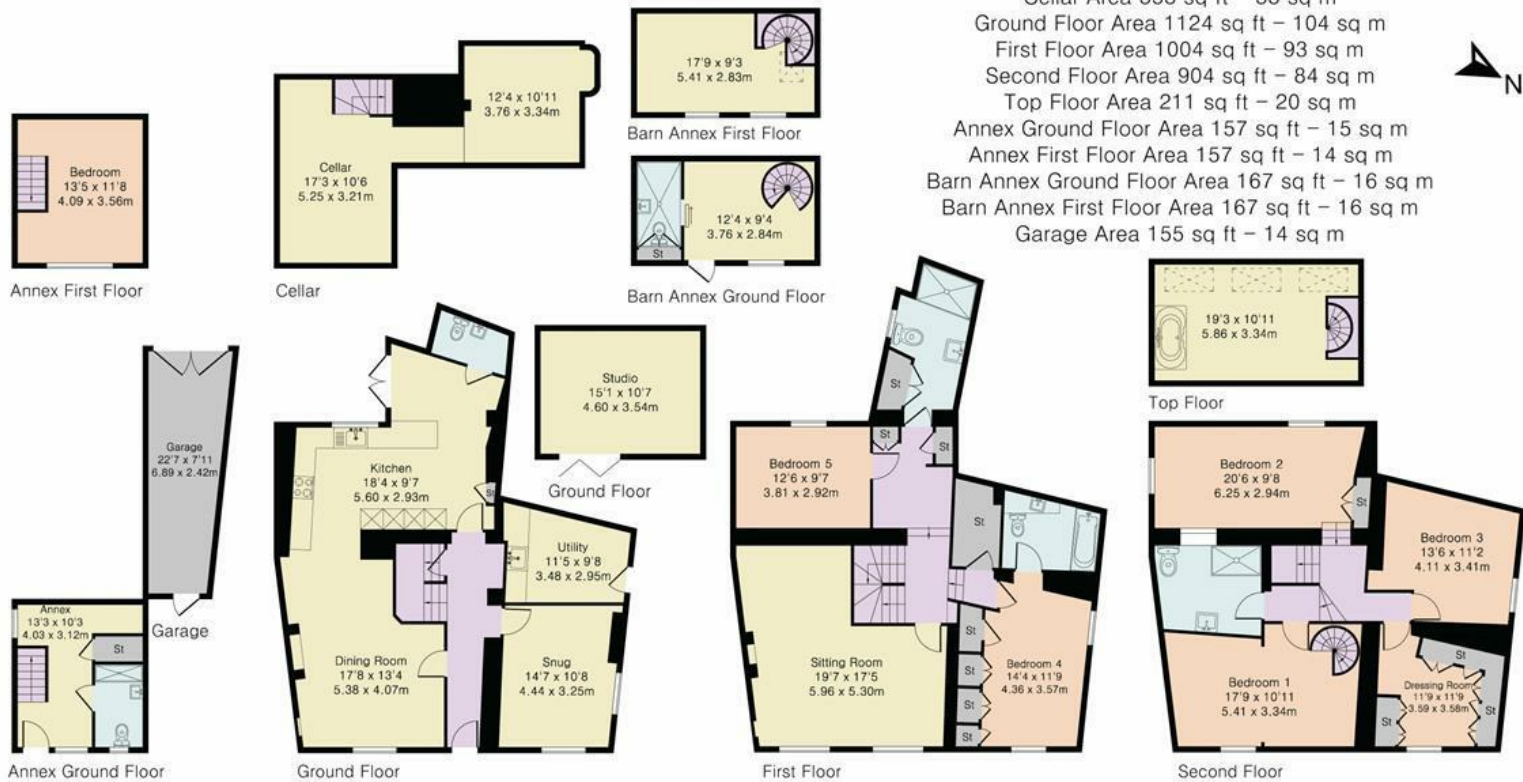 Ground Floor Area 1124 sq ft – 104 sq m
First Floor Area 1004 sq ft – 93 sq m
Second Floor Area 904 sq ft – 84 sq m
Top Floor Area 211 sq ft – 20 sq m
Annex Ground Floor Area 157 sq ft – 15 sq m
Annex First Floor Area 157 sq ft – 14 sq m
Barn Annex Ground Floor Area 167 sq ft – 16 sq m
Barn Annex First Floor Area 167 sq ft – 16 sq m
Garage Area 155 sq ft – 14 sq m
N
Bedroom
13'5 x 11'8
4.09 x 3.56m
Annex First Floor
12'4 x 10'11
3.76 x 3.34m
Cellar
17'3 x 10'6
5.25 x 3.21m
Cellar
17'9 x 9'3
5.41 x 2.83m
Barn Annex First Floor
12'4 x 9'4
3.76 x 2.84m
St
Barn Annex Ground Floor
Garage
22'7 x 7'11
6.89 x 2.42m
Garage
Annex
13'3 x 10'3
4.03 x 3.12m
St
Annex Ground Floor
Kitchen
18'4 x 9'7
5.60 x 2.93m
St
Utility
11'5 x 9'8
3.48 x 2.95m
Dining Room
17'8 x 13'4
5.38 x 4.07m
Snug
14'7 x 10'8
4.44 x 3.25m
Ground Floor
Studio
15'1 x 10'7
4.60 x 3.54m
Ground Floor
St
St
St
Bedroom 5
12'6 x 9'7
3.81 x 2.92m
St
Sitting Room
19'7 x 17'5
5.96 x 5.30m
St
St
St
St
Bedroom 4
14'4 x 11'9
4.36 x 3.57m
First Floor
19'3 x 10'11
5.86 x 3.34m
Top Floor
Bedroom 2
20'6 x 9'8
6.25 x 2.94m
St
Bedroom 3
13'6 x 11'2
4.11 x 3.41m
Bedroom 1
17'9 x 10'11
5.41 x 3.34m
St
Dressing Room
11'9 x 11'9
3.59 x 3.58m
St
St
Second Floor